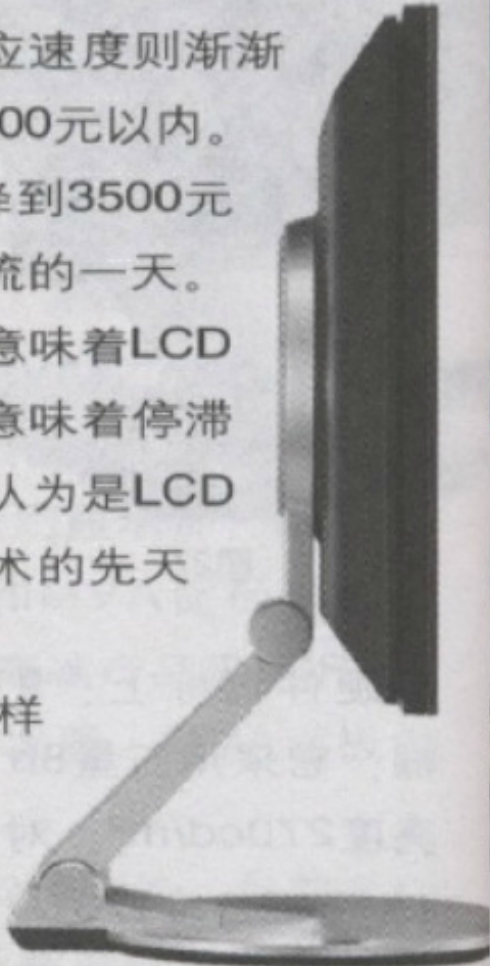 应速度则渐渐
00元以内。
降到3500元
流的一天。
意味着LCD
意味着停滞
认为是LCD
术的先天
样